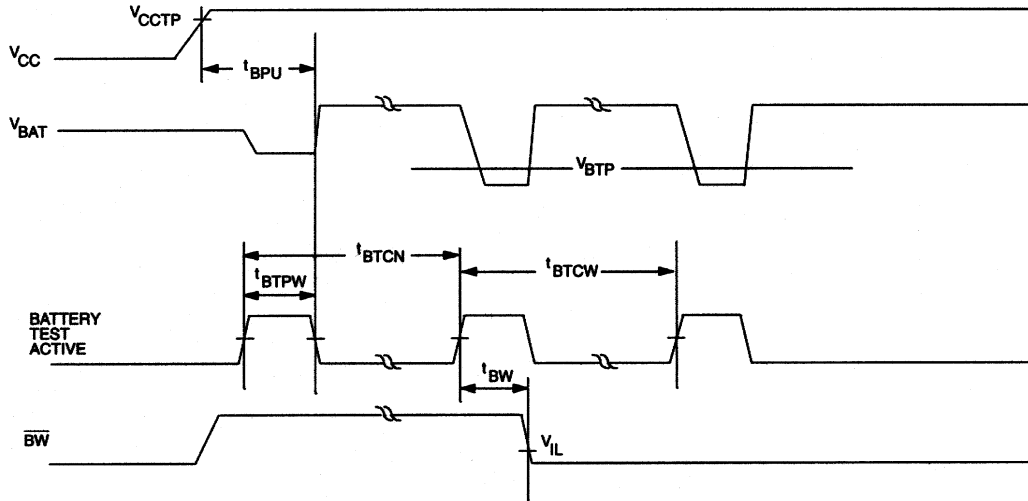 VCCTP
VCC
tBPU
VBAT
VBTP
tBTCN
tBTCW
tBTPW
BATTERY
TEST
ACTIVE
tBW
BW
VIL